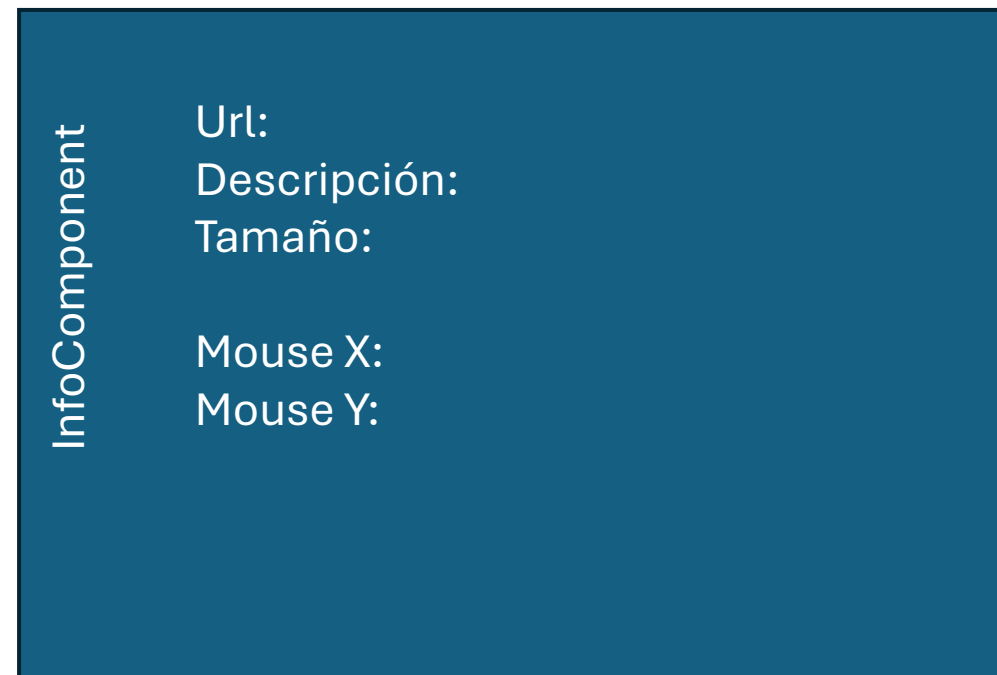 InfoComponent
Url:
Descripción:
Tamaño:
Mouse X:
Mouse Y: